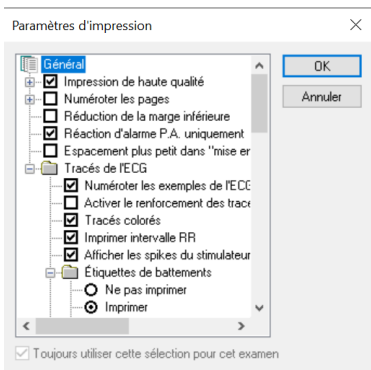 Paramètres d'impression
Général
OK
Impression de haute qualité
Numéroter les pages
Annuler
Réduction de la marge inférieure
Réaction d'alarme P.A. uniquement
Espacement plus petit dans "mise er
Tracés de l'ECG
Numéroter les exemples de l'ECG
Activer le renforcement des trace
Tracés colorés
Imprimer intervalle RR
Afficher les spikes du stimulateur
Étiquettes de battements
Ne pas imprimer
Imprimer
Toujours utiliser cette sélection pour cet examen